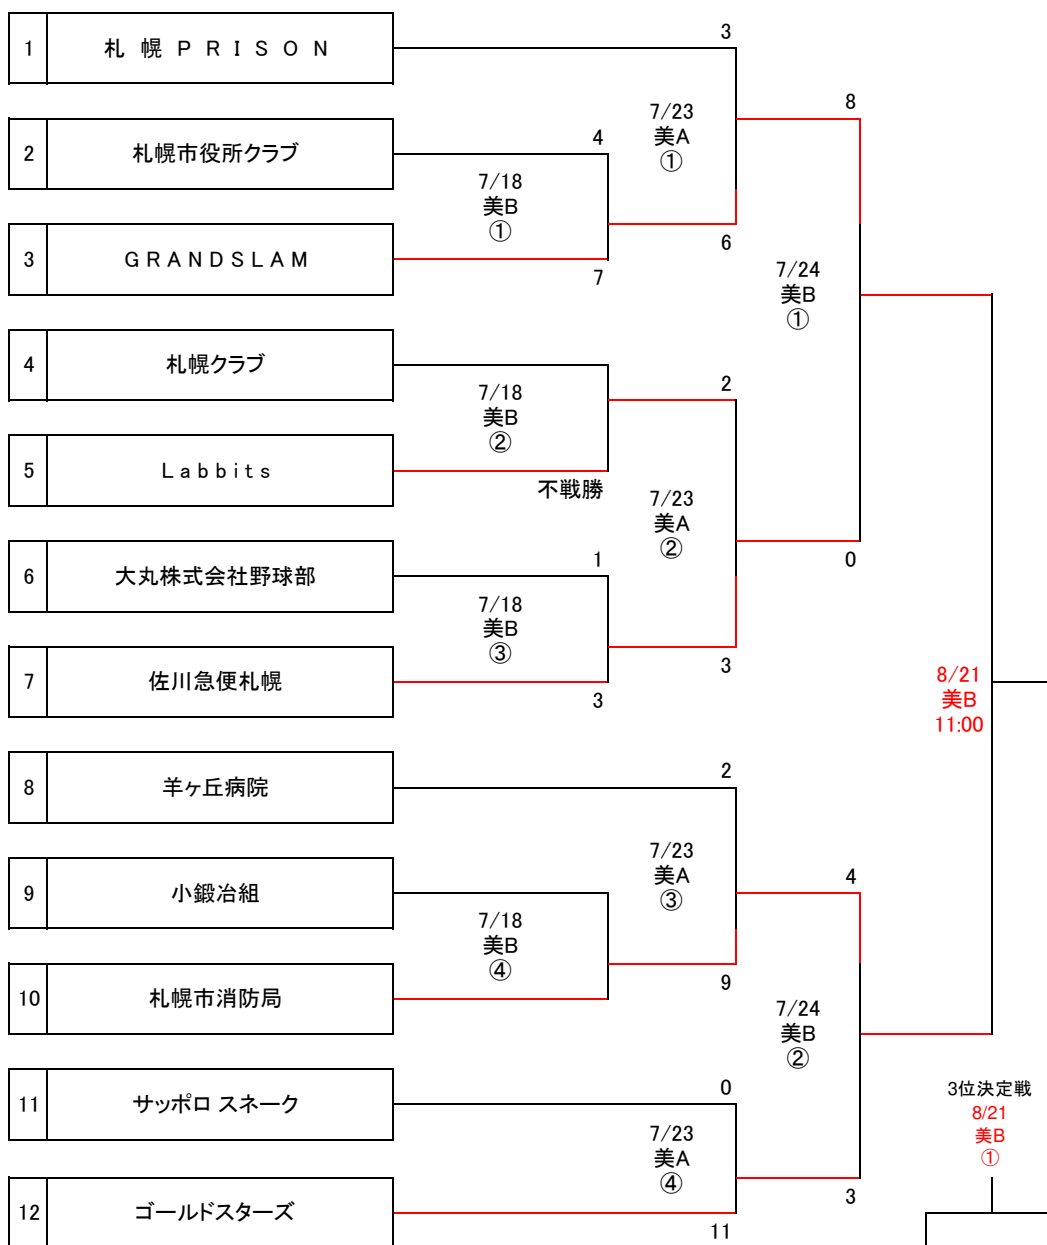 1 札 幌 P R I S O N
3
7/23
美A
①
8
2 札幌市役所クラブ
4
7/18
美B
①
3 GRANDSLAM
7
6
7/24
美B
①
4 札幌クラブ
7/18
美B
②
2
5 Labbits
不戦勝
7/23
美A
②
0
6 大丸株式会社野球部
1
7/18
美B
③
7 佐川急便札幌
3
3
8/21
美B
11:00
8 羊ヶ丘病院
2
7/23
美A
③
4
9 小鍛冶組
7/18
美B
④
10 札幌市消防局
9
7/24
美B
②
11 サッポロ スネーク
0
7/23
美A
④
3
12 ゴールドスターズ
11
3位決定戦
8/21
美B
①